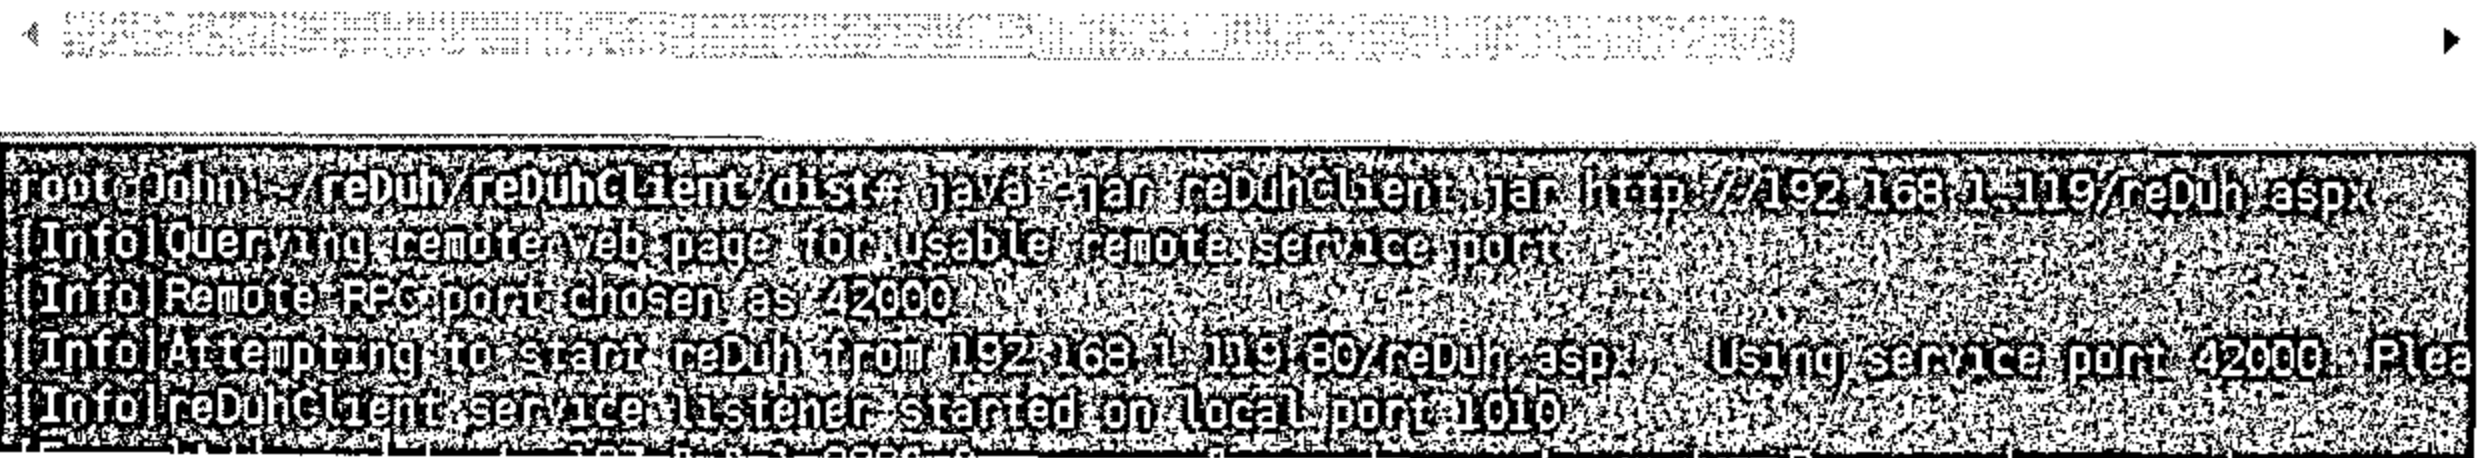 root@John:~/reDuh/reDuhClient/dist# java -jar reDuhClient.jar http://192.168.1.119/reDuh.aspx
[Info]Querying remote web page for usable remote service port
[Info]Remote RPC port chosen as 42000
[Info]Attempting to start reDuh from 192.168.1.119:80/reDuh.aspx. Using service port 42000. Plea
[Info]reDuhClient service listener started on local port 1010